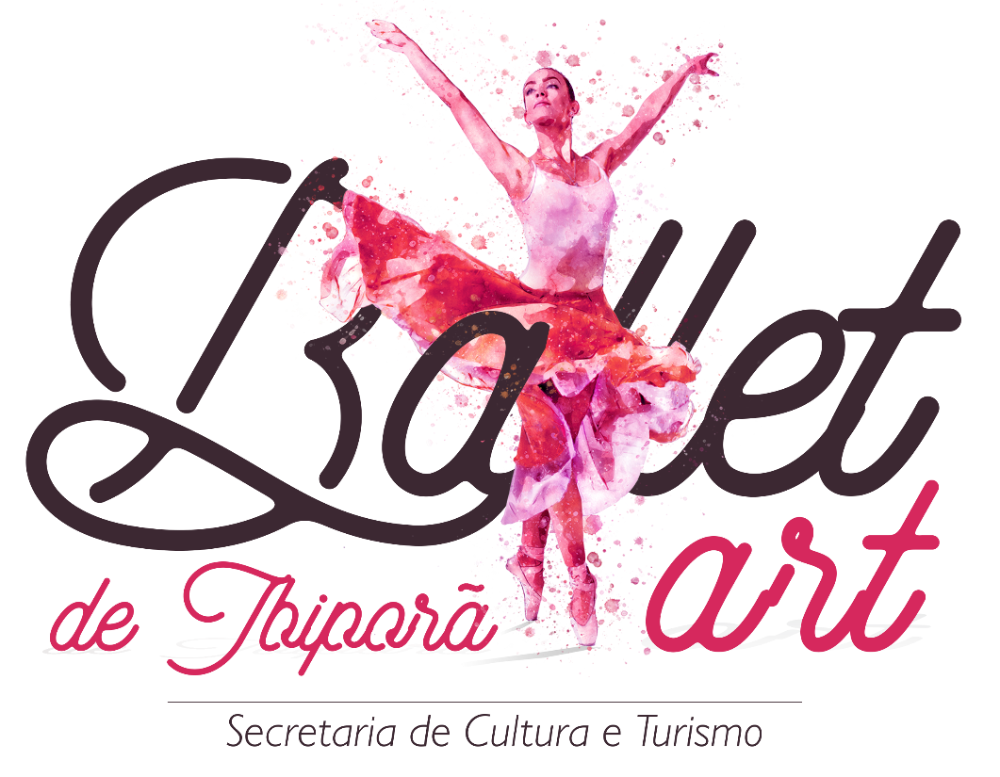 Ballet
art
de Ibiporã
Secretaria de Cultura e Turismo